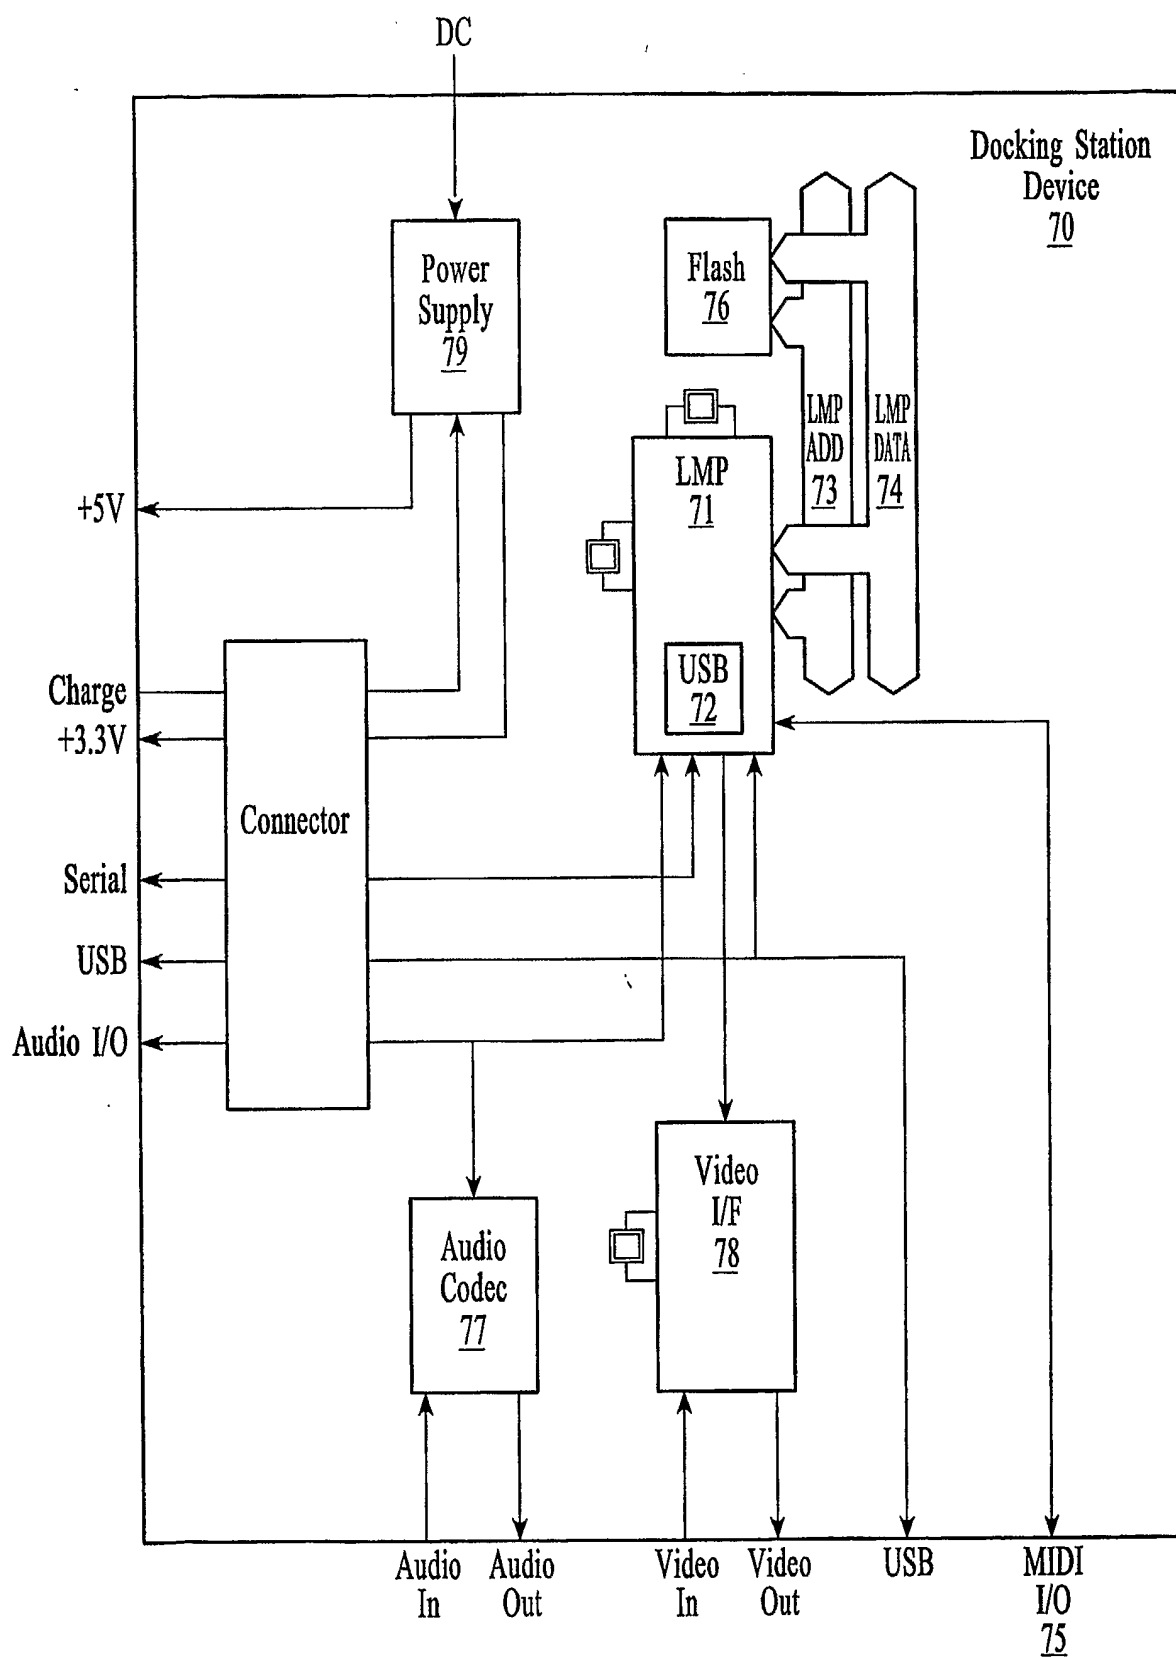 DC
Docking Station
Device
70
Power
Supply
79
Flash
76
LMP
ADD
73
LMP
DATA
74
LMP
71
+5V
USB
72
Charge
+3.3V
Connector
Serial
USB
Audio I/O
Video
I/F
78
Audio
Codec
77
Audio
In
Audio
Out
Video
In
Video
Out
USB
MIDI
I/O
75